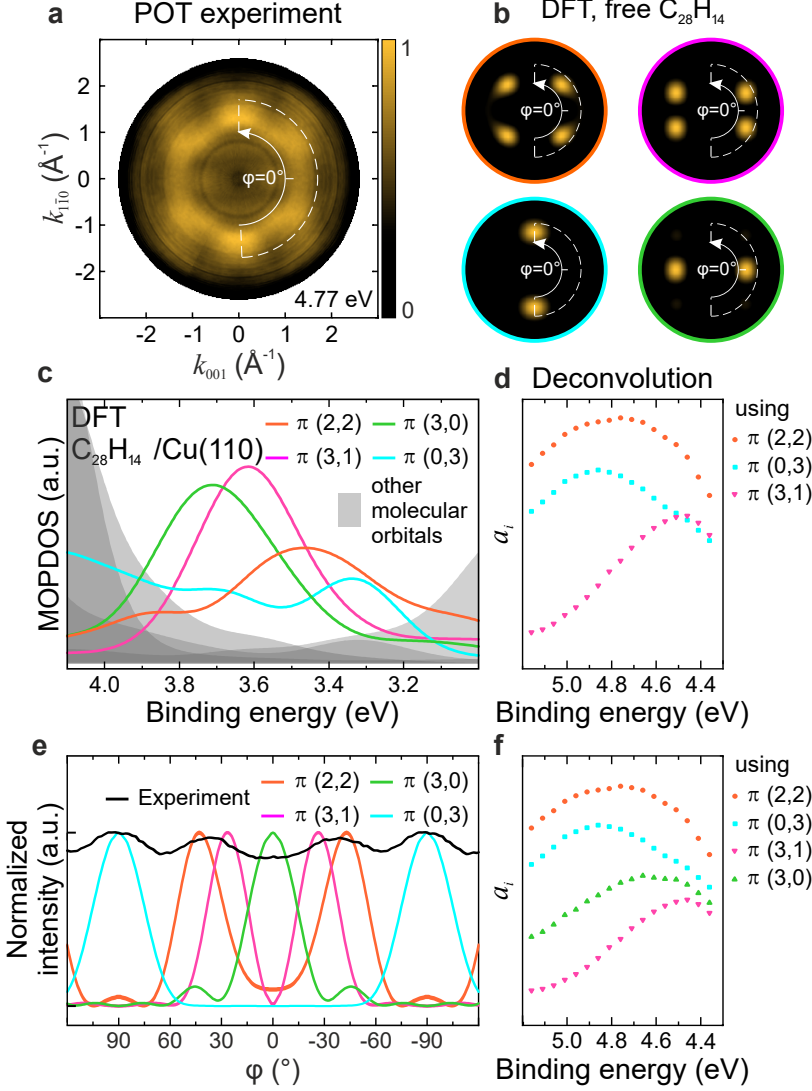 a POT experiment
b DFT, free C₂₈H₁₄
k₁₁̅₀ (Å⁻¹)
2
1
0
-1
-2
φ=0°
4.77 eV
-2 -1 0 1 2
k₀₀₁ (Å⁻¹)
1
0
φ=0° φ=0°
φ=0° φ=0°
c
DFT
C₂₈H₁₄ /Cu(110)
π (2,2) π (3,0)
π (3,1) π (0,3)
other
molecular
orbitals
MOPDOS (a.u.)
4.0 3.8 3.6 3.4 3.2
Binding energy (eV)
d Deconvolution
using
π (2,2)
π (0,3)
π (3,1)
aᵢ
5.0 4.8 4.6 4.4
Binding energy (eV)
e
Experiment
π (2,2) π (3,0)
π (3,1) π (0,3)
Normalized
intensity (a.u.)
90 60 30 0 -30 -60 -90
φ (°)
f
using
π (2,2)
π (0,3)
π (3,1)
π (3,0)
aᵢ
5.0 4.8 4.6 4.4
Binding energy (eV)